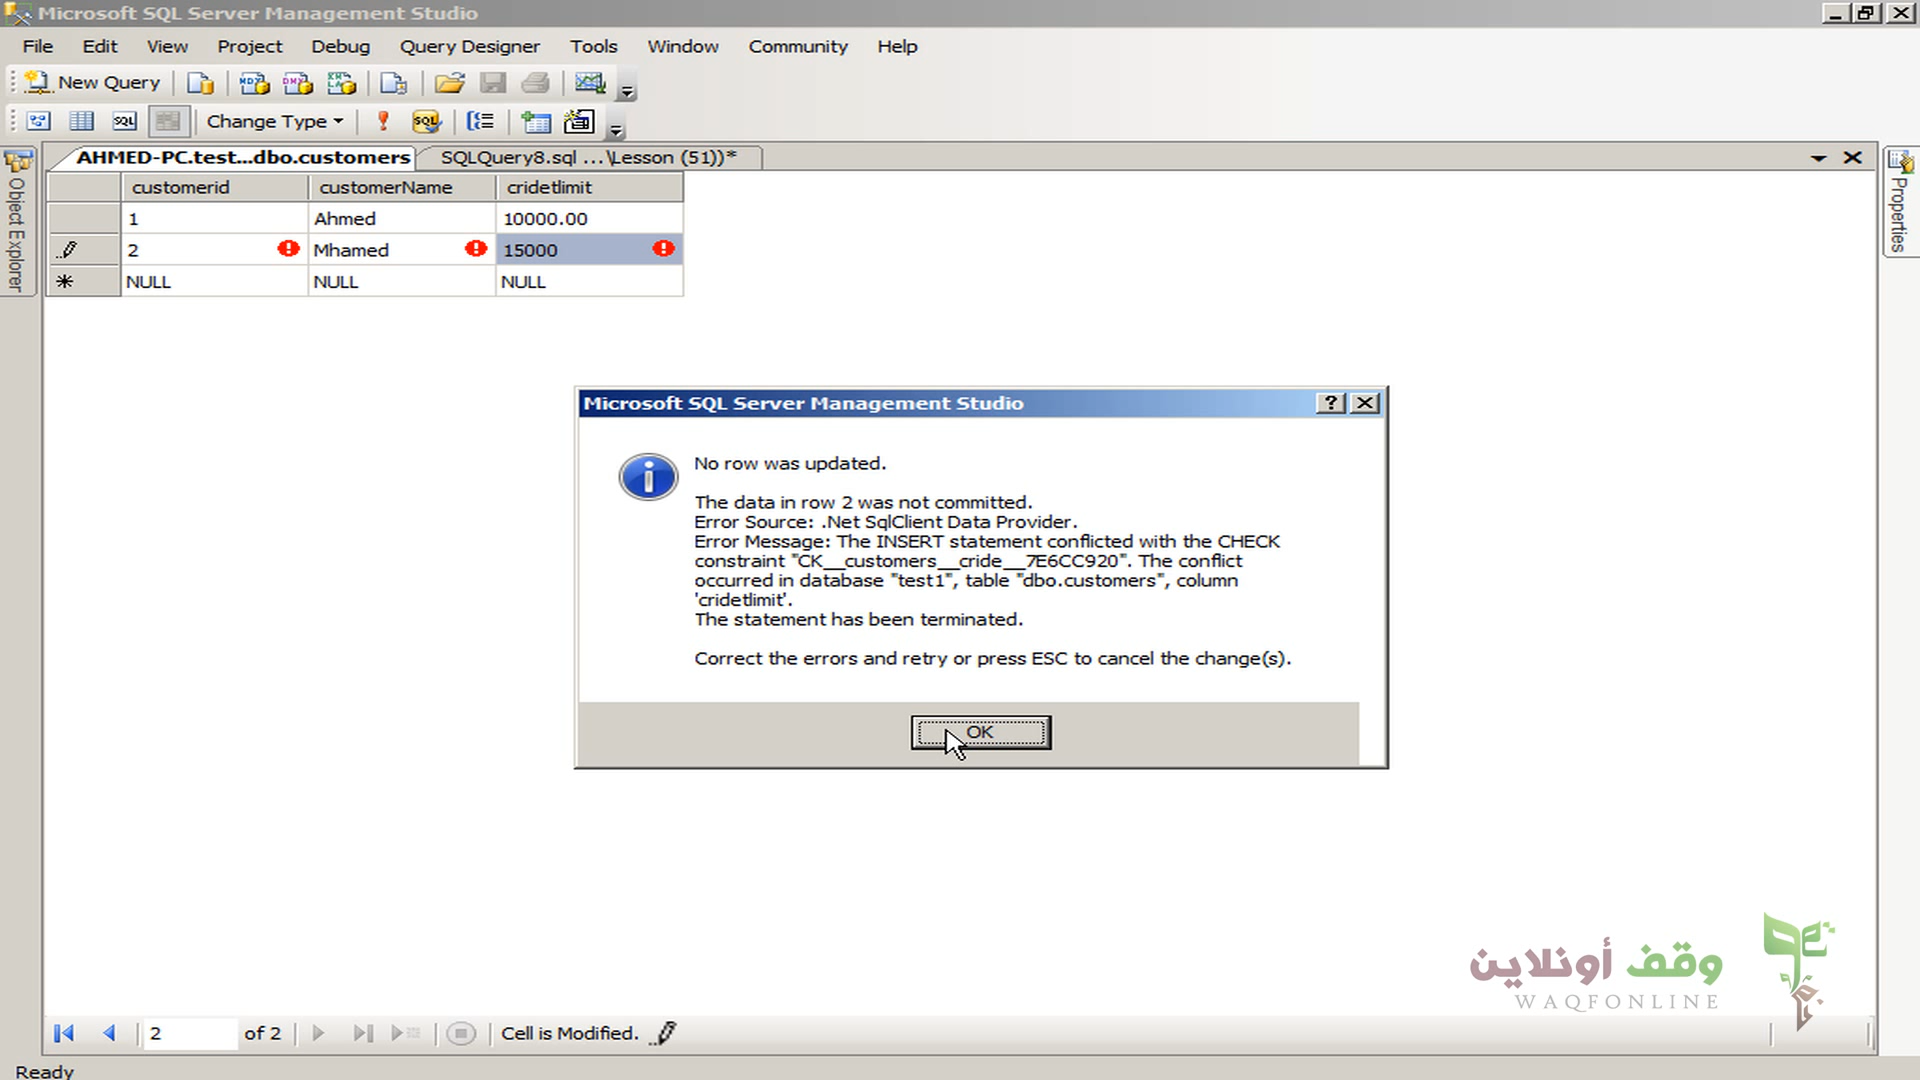 Microsoft SQL Server Management Studio
File Edit View Project Debug Query Designer Tools Window Community Help
New Query
Change Type
AHMED-PC.test...dbo.customers SQLQuery8.sql ...\Lesson (51))*
Object Explorer
Properties
customerid customerName cridetlimit
1 Ahmed 10000.00
2 Mhamed 15000
NULL NULL NULL
Microsoft SQL Server Management Studio
No row was updated.
The data in row 2 was not committed.
Error Source: .Net SqlClient Data Provider.
Error Message: The INSERT statement conflicted with the CHECK
constraint "CK__customers__cride__7E6CC920". The conflict
occurred in database "test1", table "dbo.customers", column
'cridetlimit'.
The statement has been terminated.
Correct the errors and retry or press ESC to cancel the change(s).
OK
وقف أونلاين
WAQFONLINE
2 of 2 Cell is Modified.
Ready